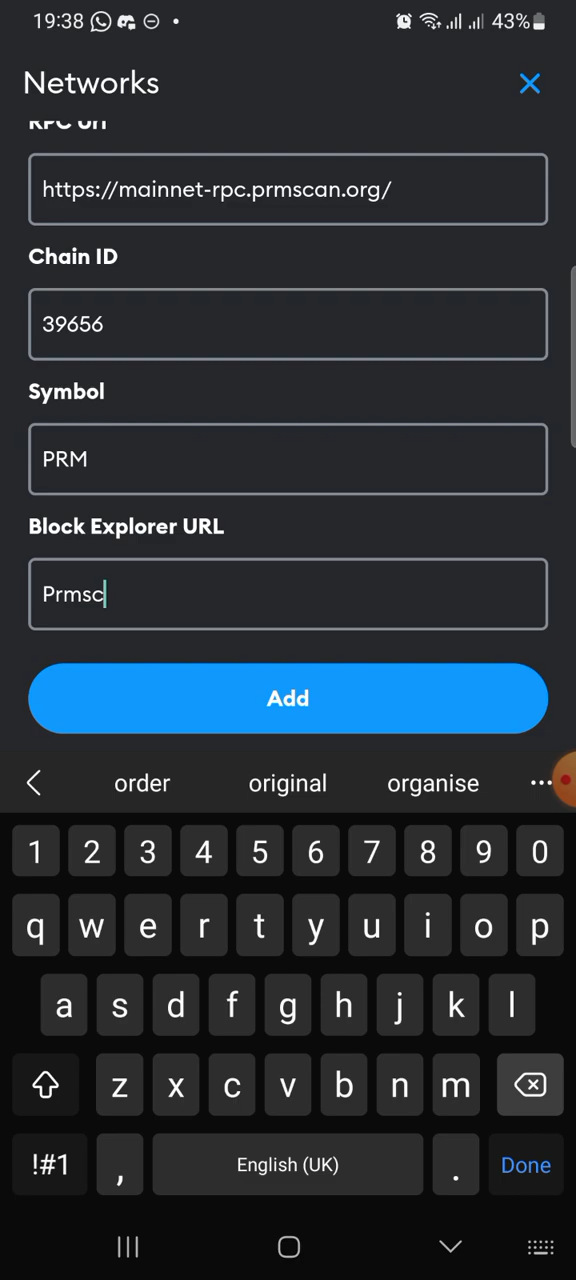 19:38 43%
Networks
RPC Url
https://mainnet-rpc.prmscan.org/
Chain ID
39656
Symbol
PRM
Block Explorer URL
Prmsc
Add
order original organise ...
1 2 3 4 5 6 7 8 9 0
q w e r t y u i o p
a s d f g h j k l
z x c v b n m
!#1 , English (UK) . Done